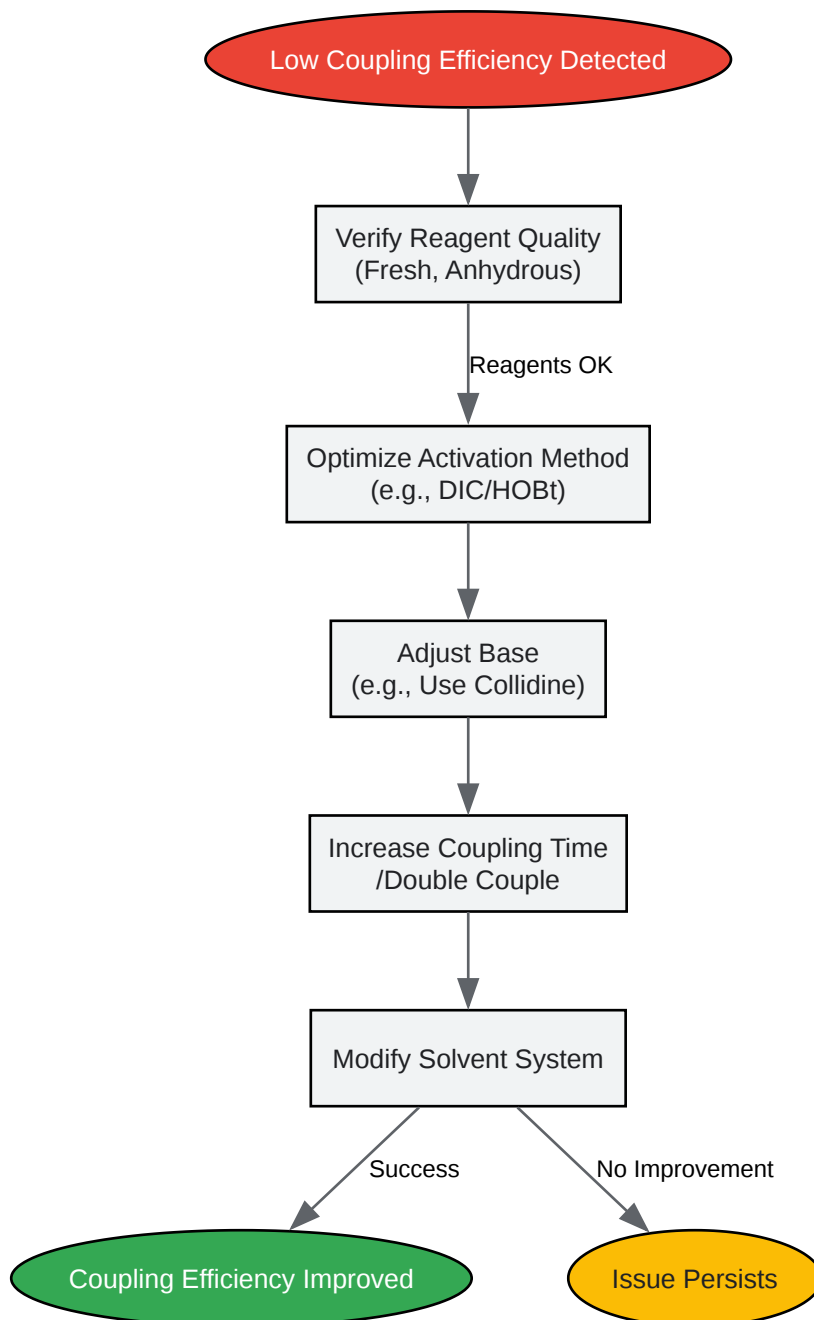 Low Coupling Efficiency Detected
Verify Reagent Quality
(Fresh, Anhydrous)
Reagents OK
Optimize Activation Method
(e.g., DIC/HOBt)
Adjust Base
(e.g., Use Collidine)
Increase Coupling Time
/Double Couple
Modify Solvent System
Success
No Improvement
Coupling Efficiency Improved
Issue Persists